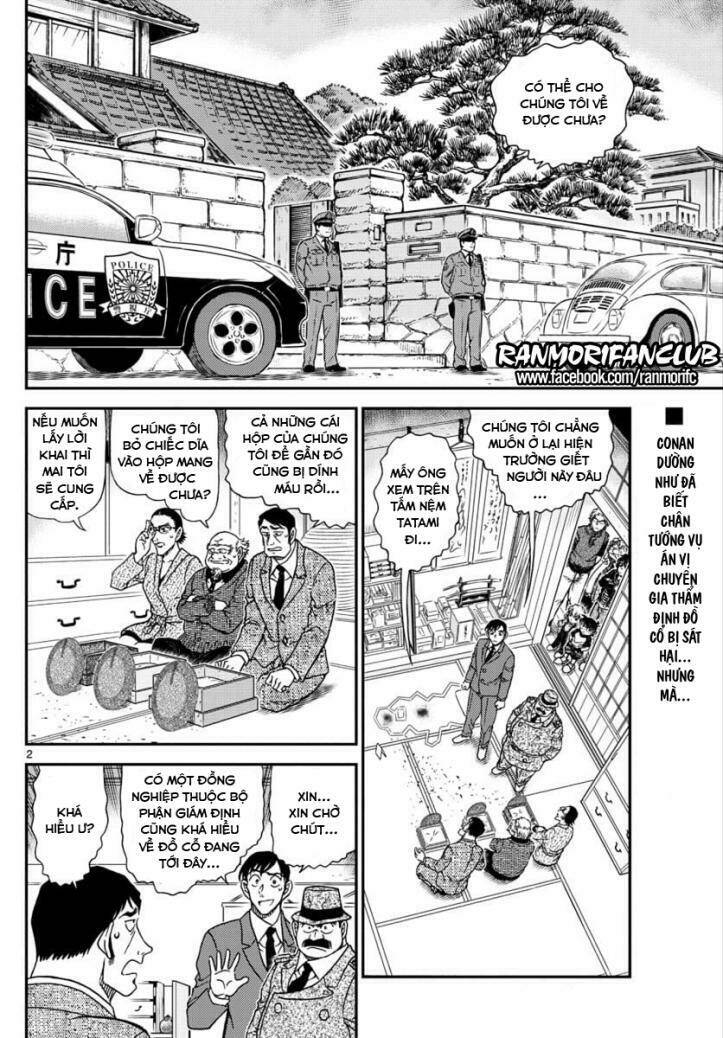 CÓ THỂ CHO
CHÚNG TÔI VỀ
ĐƯỢC CHƯA?
庁
ICE
POLICE
警視庁
RANMORIFANCLUB
www.facebook.com/ranmorifc
■
CONAN
DƯỜNG
NHƯ ĐÃ
BIẾT
CHÂN
TƯỚNG VỤ
ÁN VỊ
CHUYÊN
GIA THẨM
ĐỊNH ĐỒ
CỔ BỊ SÁT
HẠI...
NHƯNG
MÀ...
CHÚNG TÔI CHẲNG
MUỐN Ở LẠI HIỆN
TRƯỜNG GIẾT
NGƯỜI NÀY ĐÂU
...
MẤY ÔNG
XEM TRÊN
TẤM NỆM
TATAMI
ĐI...
CẢ NHỮNG CÁI
HỘP CỦA CHÚNG
TÔI ĐỂ GẦN ĐÓ
CŨNG BỊ DÍNH
MÁU RỒI...
CHÚNG TÔI
BỎ CHIẾC DĨA
VÀO HỘP MANG
VỀ ĐƯỢC
CHƯA?
NẾU MUỐN
LẤY LỜI
KHAI THÌ
MAI TÔI
SẼ CUNG
CẤP.
2
XIN...
XIN CHỜ
CHÚT...
CÓ MỘT ĐỒNG
NGHIỆP THUỘC BỘ
PHẬN GIÁM ĐỊNH
CŨNG KHÁ HIỂU
VỀ ĐỒ CỔ ĐANG
TỚI ĐÂY...
KHÁ
HIỂU Ư?